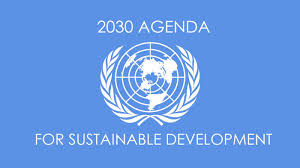 2030 AGENDA
FOR SUSTAINABLE DEVELOPMENT